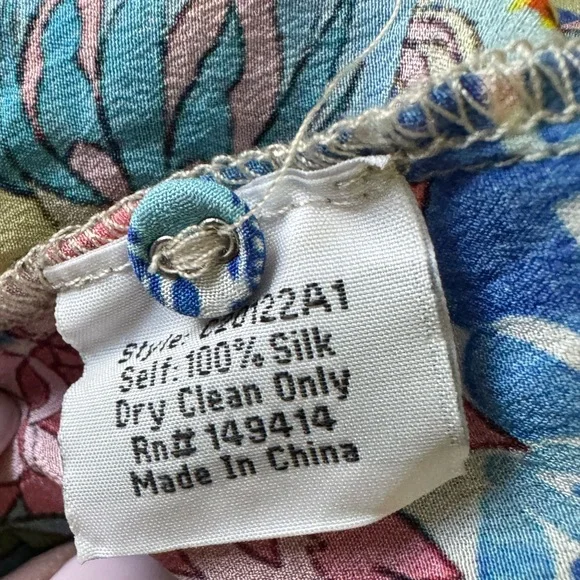 Style:
Self: 100% Silk
Dry Clean Only
Rn# 149414
Made In China